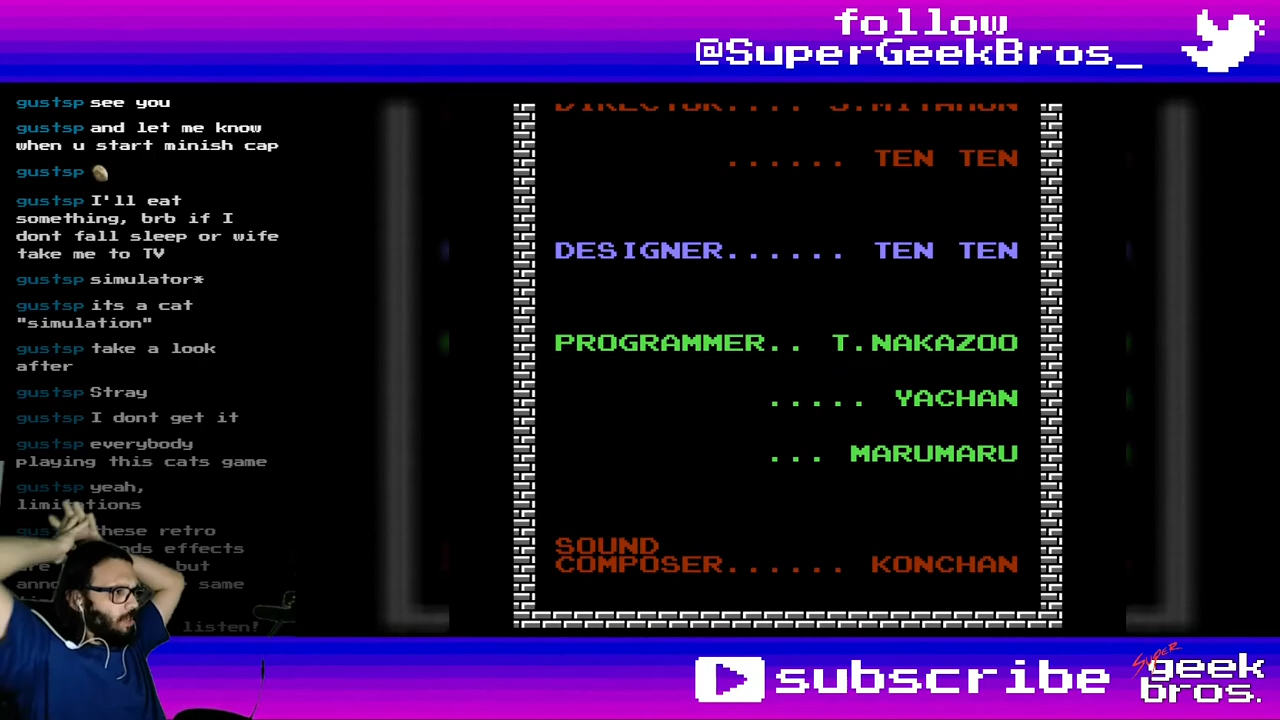 follow
@SuperGeekBros_
gustsp see you
gustsp and let me know
when u start minish cap
gustsp
gustsp I'll eat
something, brb if I
dont fall sleep or wife
take me to TV
gustsp simulator*
gustsp its a cat
"simulation"
gustsp take a look
after
gustsp Stray
gustsp I dont get it
gustsp everybody
playing this cats game
gustsp yeah,
these retro
effects
but
same
listen!
DIRECTOR.... S.MIYAHON
...... TEN TEN
DESIGNER...... TEN TEN
PROGRAMMER.. T.NAKAZOO
..... YACHAN
... MARUMARU
SOUND
COMPOSER...... KONCHAN
subscribe
SUPER
geek
bros.